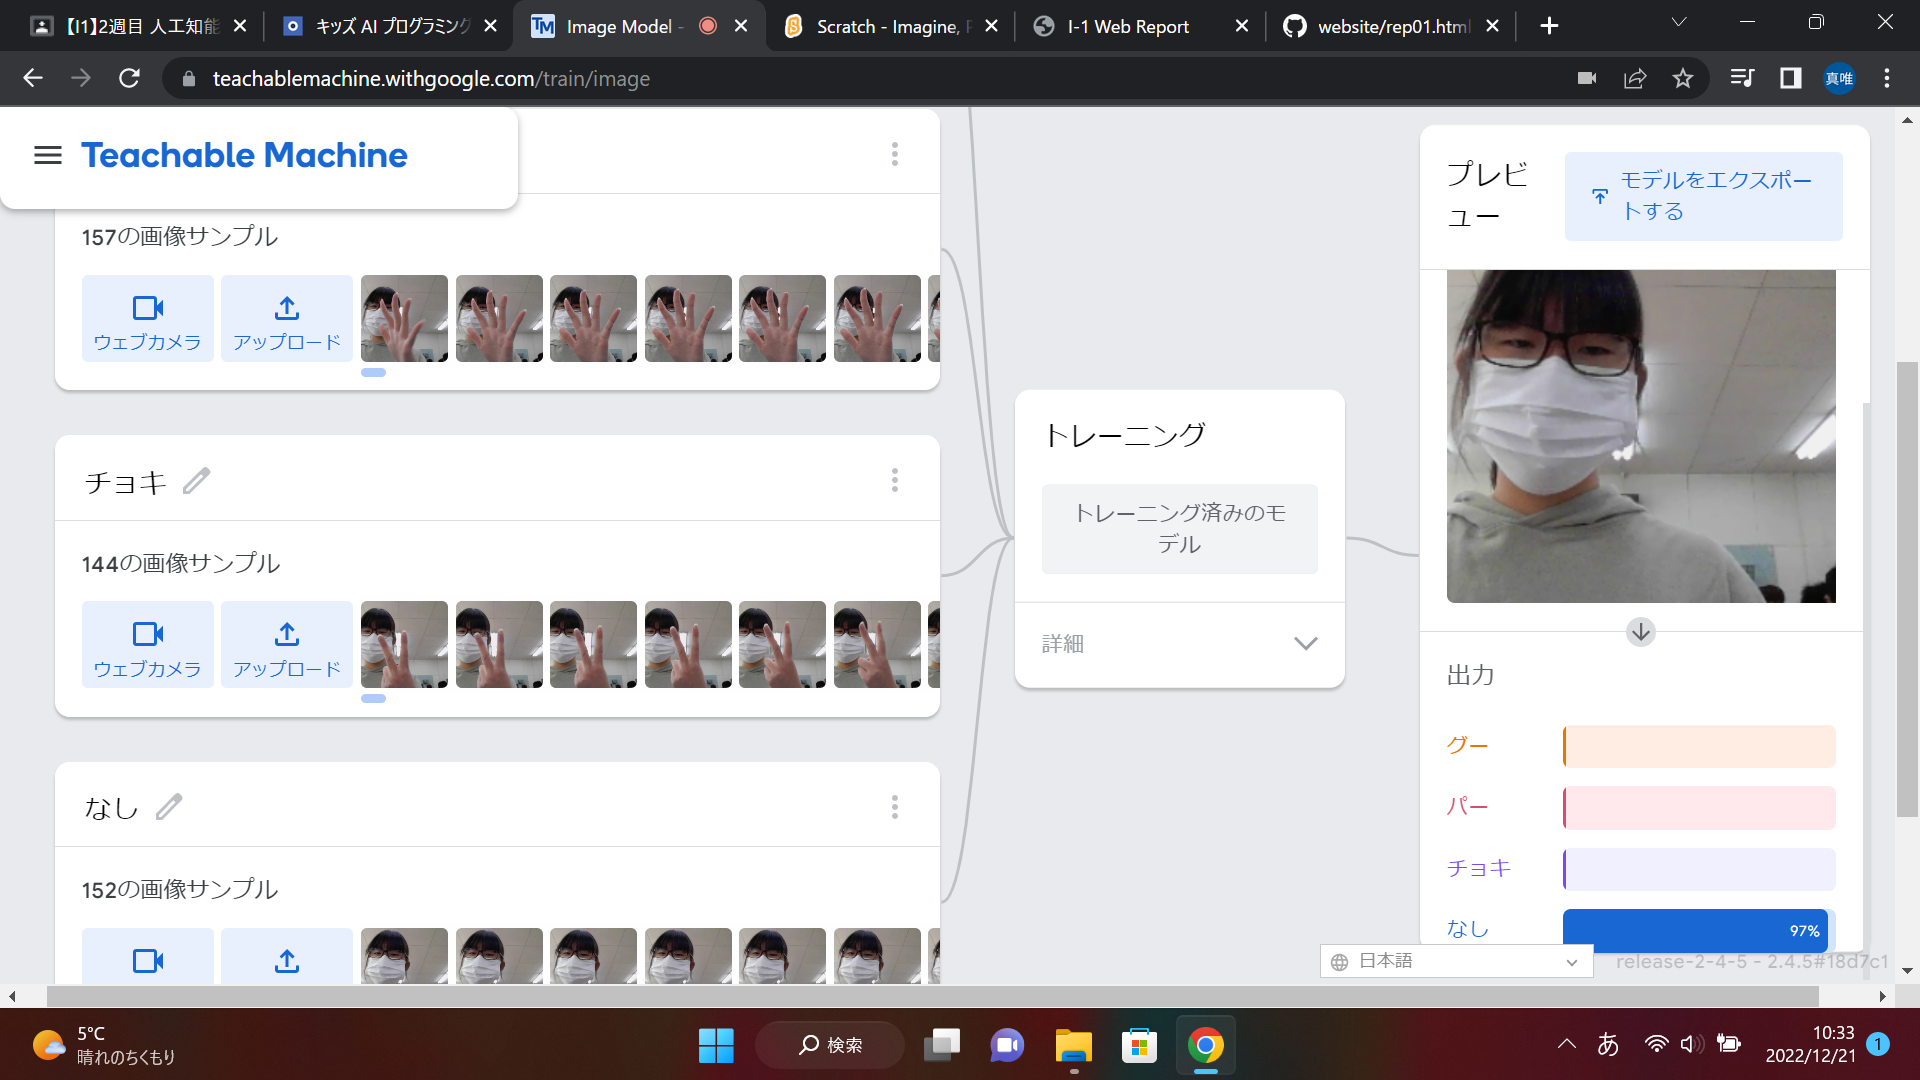 【I1】2週目 人工知能
キッズ AI プログラミング
Image Model -
Scratch - Imagine, P
I-1 Web Report
website/rep01.html
teachablemachine.withgoogle.com/train/image
真唯
Teachable Machine
157の画像サンプル
ウェブカメラ
アップロード
チョキ
144の画像サンプル
ウェブカメラ
アップロード
なし
152の画像サンプル
トレーニング
トレーニング済みのモ
デル
詳細
プレビ
ュー
モデルをエクスポー
トする
出力
グー
パー
チョキ
なし
97%
日本語
release-2-4-5 - 2.4.5#18d7c1
5°C
晴れのちくもり
検索
あ
10:33
2022/12/21
1